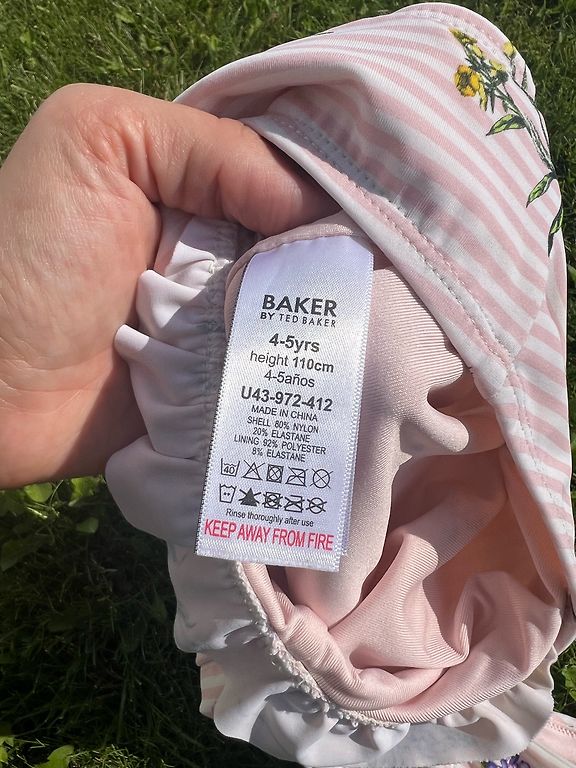 BAKER
BY TED BAKER
4-5yrs
height 110cm
4-5años
U43-972-412
MADE IN CHINA
SHELL 80% NYLON
20% ELASTANE
LINING 92% POLYESTER
8% ELASTANE
40
Rinse thoroughly after use
KEEP AWAY FROM FIRE